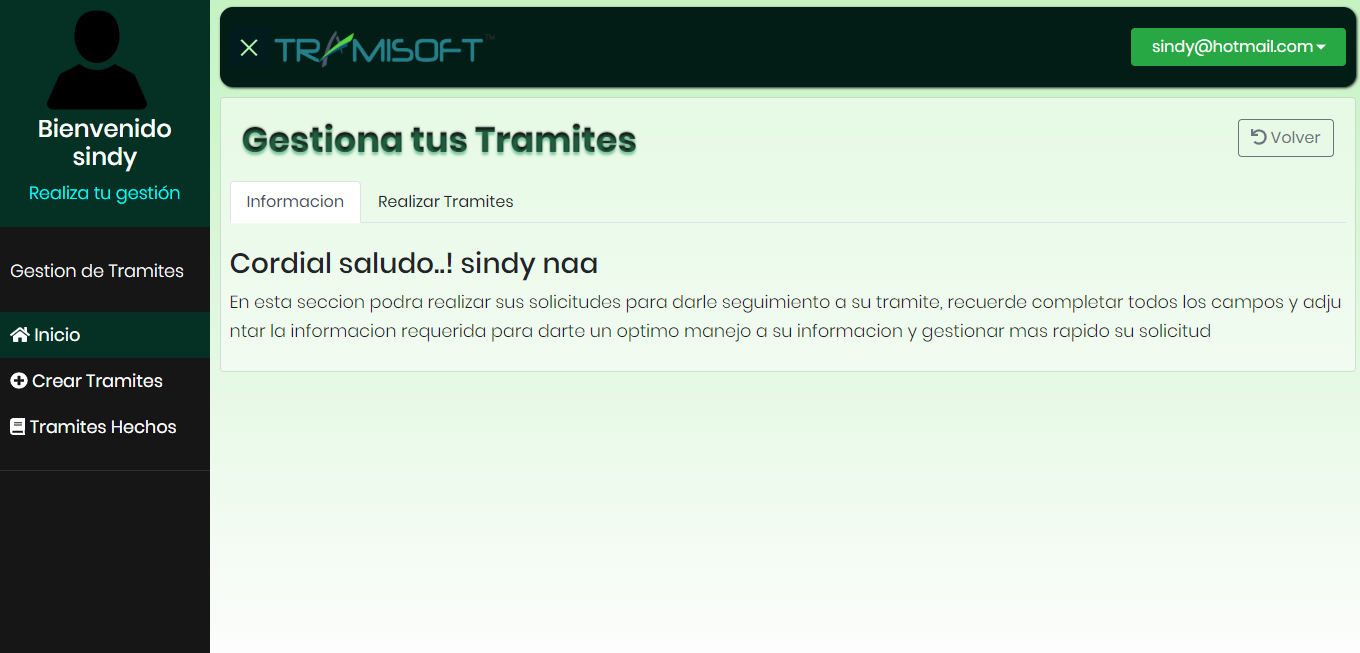 Bienvenido
sindy
Realiza tu gestión
Gestion de Tramites
Inicio
Crear Tramites
Tramites Hechos
TRAMISOFT™
sindy@hotmail.com
Gestiona tus Tramites
Volver
Informacion
Realizar Tramites
Cordial saludo..! sindy naa
En esta seccion podra realizar sus solicitudes para darle seguimiento a su tramite, recuerde completar todos los campos y adju
ntar la informacion requerida para darte un optimo manejo a su informacion y gestionar mas rapido su solicitud